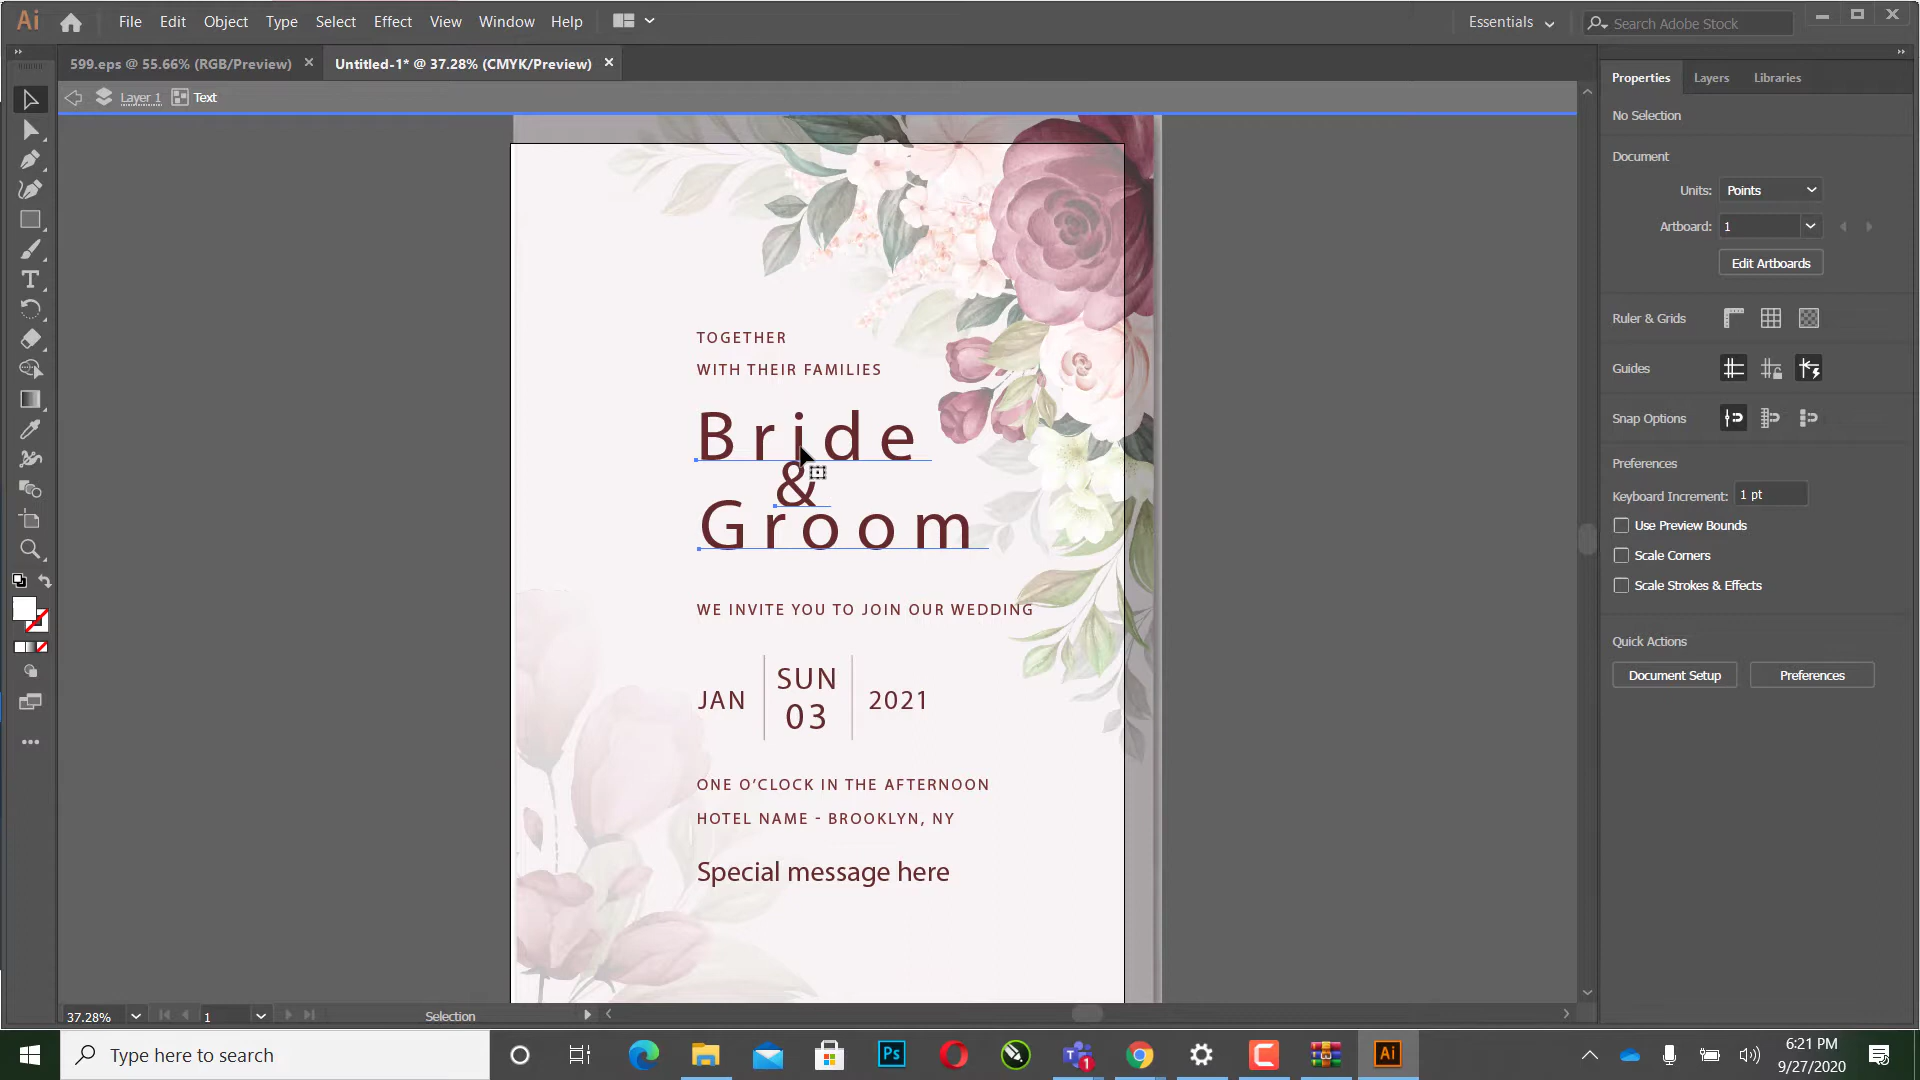 Ai File Edit Object Type Select Effect View Window Help Essentials Search Adobe Stock
599.eps @ 55.66% (RGB/Preview) Untitled-1* @ 37.28% (CMYK/Preview)
Layer 1 Text
TOGETHER
WITH THEIR FAMILIES
Bride
&
Groom
WE INVITE YOU TO JOIN OUR WEDDING
SUN
JAN 2021
03
ONE O'CLOCK IN THE AFTERNOON
HOTEL NAME - BROOKLYN, NY
Special message here
Properties Layers Libraries
No Selection
Document
Units: Points
Artboard: 1
Edit Artboards
Ruler & Grids
Guides
Snap Options
Preferences
Keyboard Increment: 1 pt
Use Preview Bounds
Scale Corners
Scale Strokes & Effects
Quick Actions
Document Setup Preferences
37.28% 1 Selection
Type here to search Ps 1 Ai
6:21 PM
9/27/2020